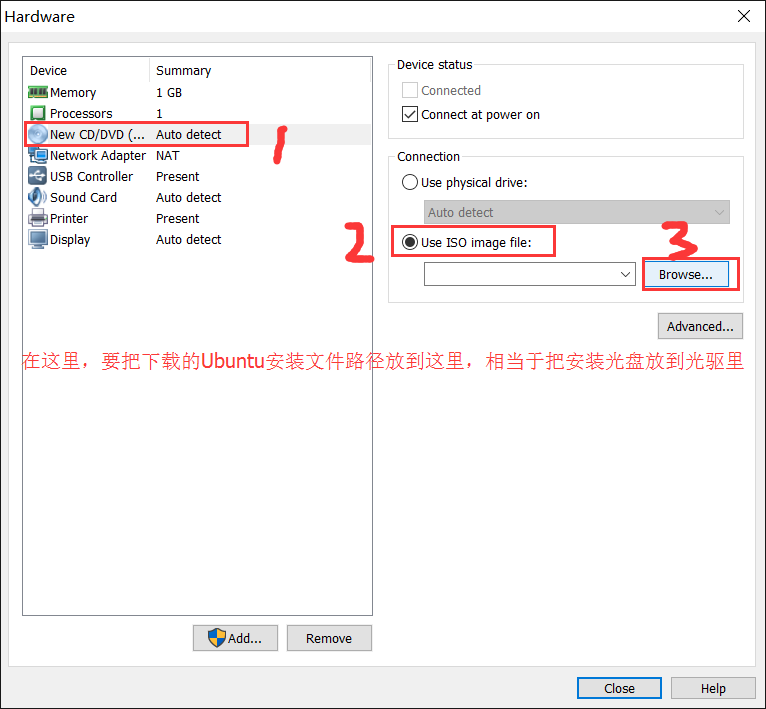 Hardware
Device Summary
Memory 1 GB
Processors 1
New CD/DVD (... Auto detect
Network Adapter NAT
USB Controller Present
Sound Card Auto detect
Printer Present
Display Auto detect
1
Device status
Connected
Connect at power on
Connection
Use physical drive:
Auto detect
2
Use ISO image file:
3
Browse...
Advanced...
在这里，要把下载的Ubuntu安装文件路径放到这里，相当于把安装光盘放到光驱里
Add...
Remove
Close
Help